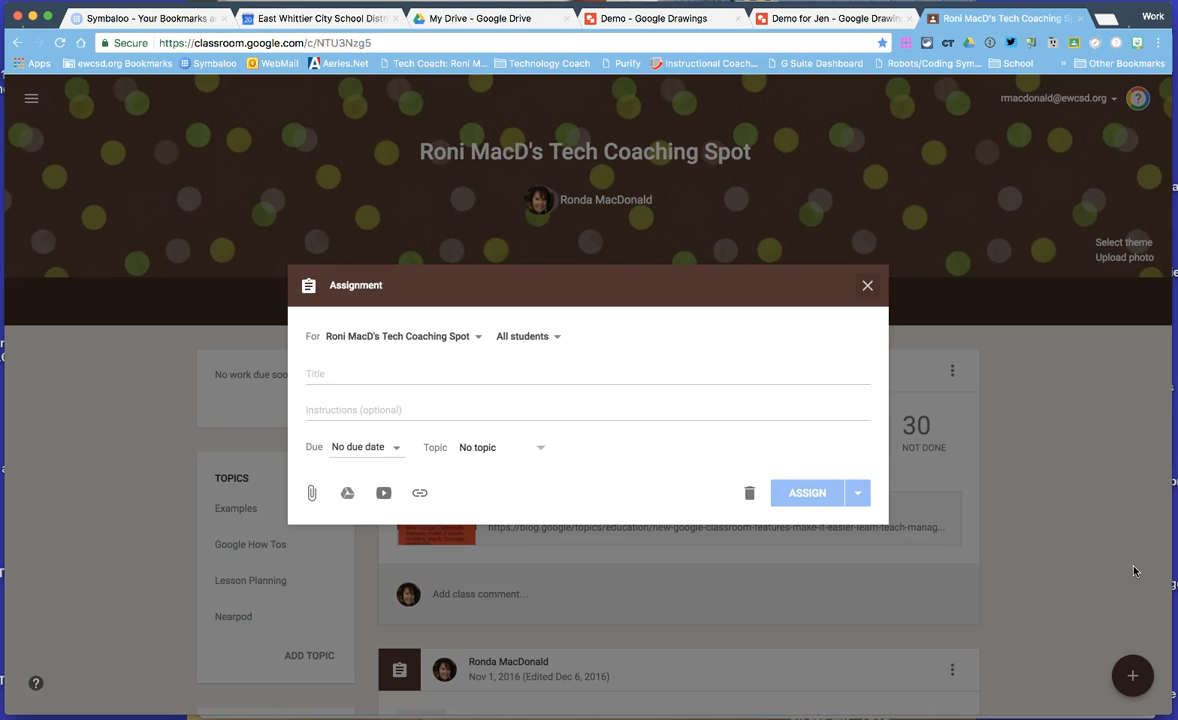 Symbaloo - Your Bookmarks a
East Whittier City School Distri
My Drive - Google Drive
Demo - Google Drawings
Demo for Jen - Google Drawin
Roni MacD's Tech Coaching S
Work
Secure
https://classroom.google.com/c/NTU3Nzg5
Apps
ewcsd.org Bookmarks
Symbaloo
WebMail
Aeries.Net
Tech Coach: Roni M...
Technology Coach
Purify
Instructional Coach...
G Suite Dashboard
Robots/Coding Sym...
School
»
Other Bookmarks
rmacdonald@ewcsd.org
Roni MacD's Tech Coaching Spot
Ronda MacDonald
Select theme
Upload photo
Assignment
For Roni MacD's Tech Coaching Spot
All students
Title
Instructions (optional)
Due No due date
Topic No topic
ASSIGN
No work due soo
30
NOT DONE
TOPICS
Examples
Google How Tos
Lesson Planning
Nearpod
ADD TOPIC
https://blog.google/topics/education/new-google-classroom-features-make-it-easier-learn-teach-manag...
Add class comment...
Ronda MacDonald
Nov 1, 2016 (Edited Dec 6, 2016)